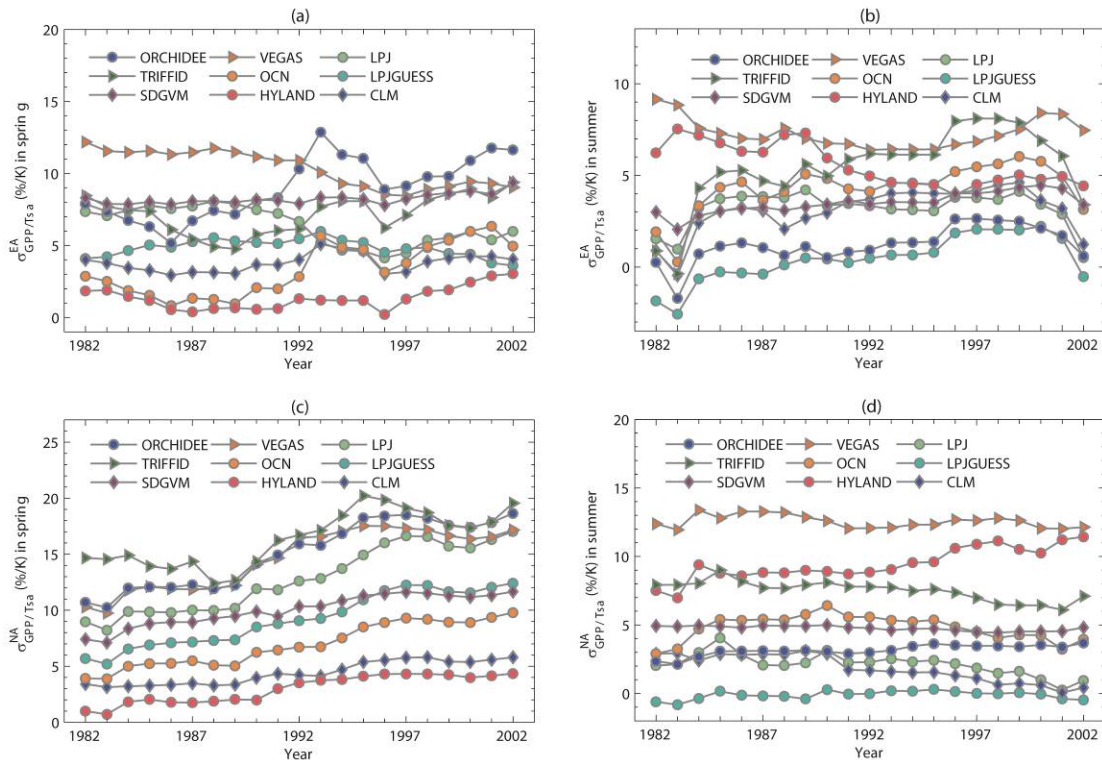 (a)
20
15
10
5
0
σ^EA_GPP/Tsa (%/K) in sprin g
ORCHIDEE VEGAS LPJ
TRIFFID OCN LPJGUESS
SDGVM HYLAND CLM
1982 1987 1992 1997 2002
Year
(b)
10
5
0
σ^EA_GPP/Tsa (%/K) in summer
ORCHIDEE VEGAS LPJ
TRIFFID OCN LPJGUESS
SDGVM HYLAND CLM
1982 1987 1992 1997 2002
Year
(c)
25
20
15
10
5
0
σ^NA_GPP/Tsa (%/K) in spring
ORCHIDEE VEGAS LPJ
TRIFFID OCN LPJGUESS
SDGVM HYLAND CLM
1982 1987 1992 1997 2002
Year
(d)
20
15
10
5
0
σ^NA_GPP/Tsa (%/K) in summer
ORCHIDEE VEGAS LPJ
TRIFFID OCN LPJGUESS
SDGVM HYLAND CLM
1982 1987 1992 1997 2002
Year